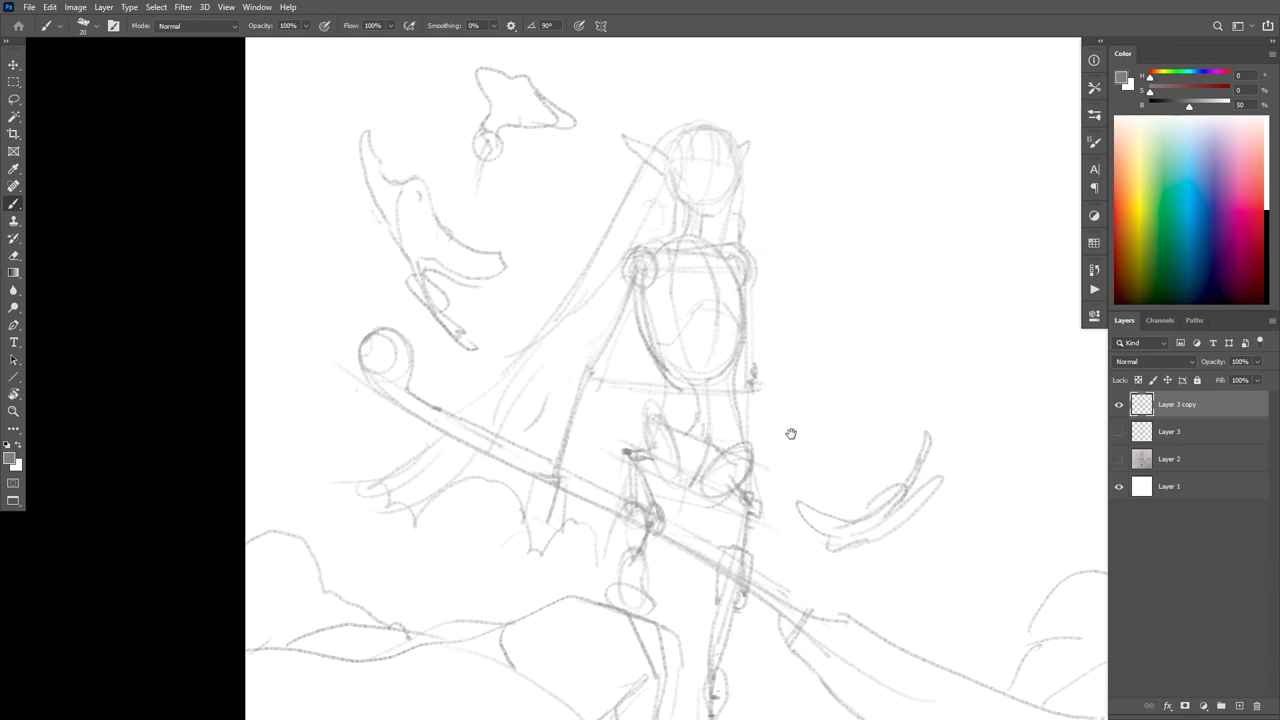 Ps File Edit Image Layer Type Select Filter 3D View Window Help
20 Mode: Normal Opacity: 100% Flow: 100% Smoothing: 0% 90°
Color
H 0 °
S 0 %
B 50 %
Layers Channels Paths
Kind
Normal Opacity: 100%
Lock: Fill: 100%
Layer 3 copy
Layer 3
Layer 2
Layer 1